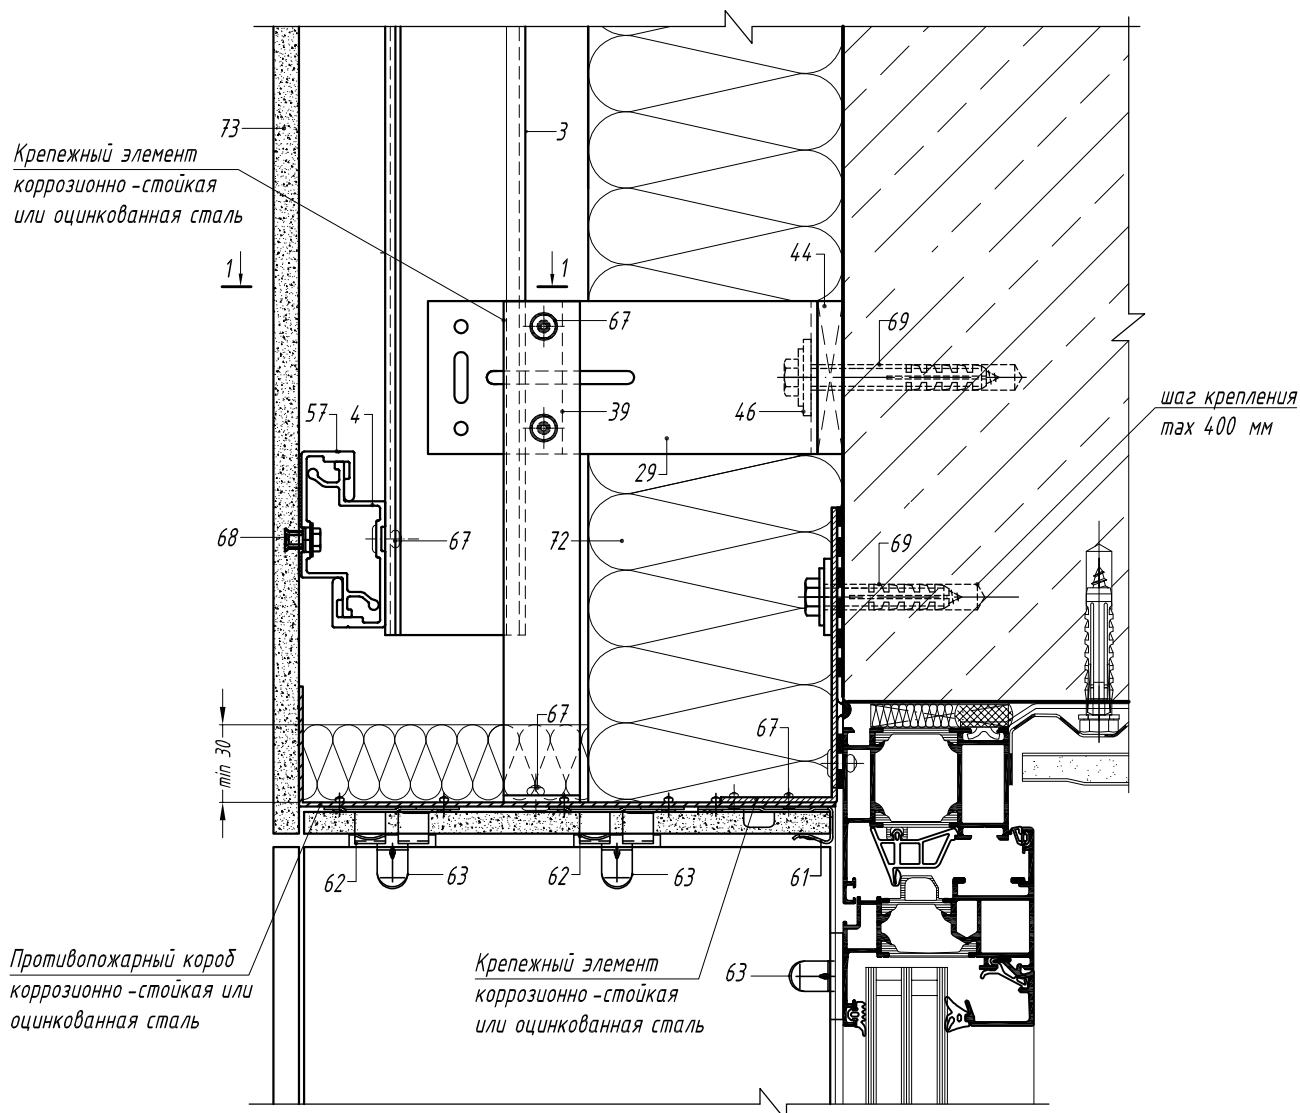 73
3
Крепежный элемент
коррозионно -стойкая
или оцинкованная сталь
1
1
44
67
69
39
46
шаг крепления
max 400 мм
57
4
29
68
67
72
69
min 30
67
67
62
63
62
63
61
Противопожарный короб
коррозионно -стойкая или
оцинкованная сталь
Крепежный элемент
коррозионно -стойкая
или оцинкованная сталь
63